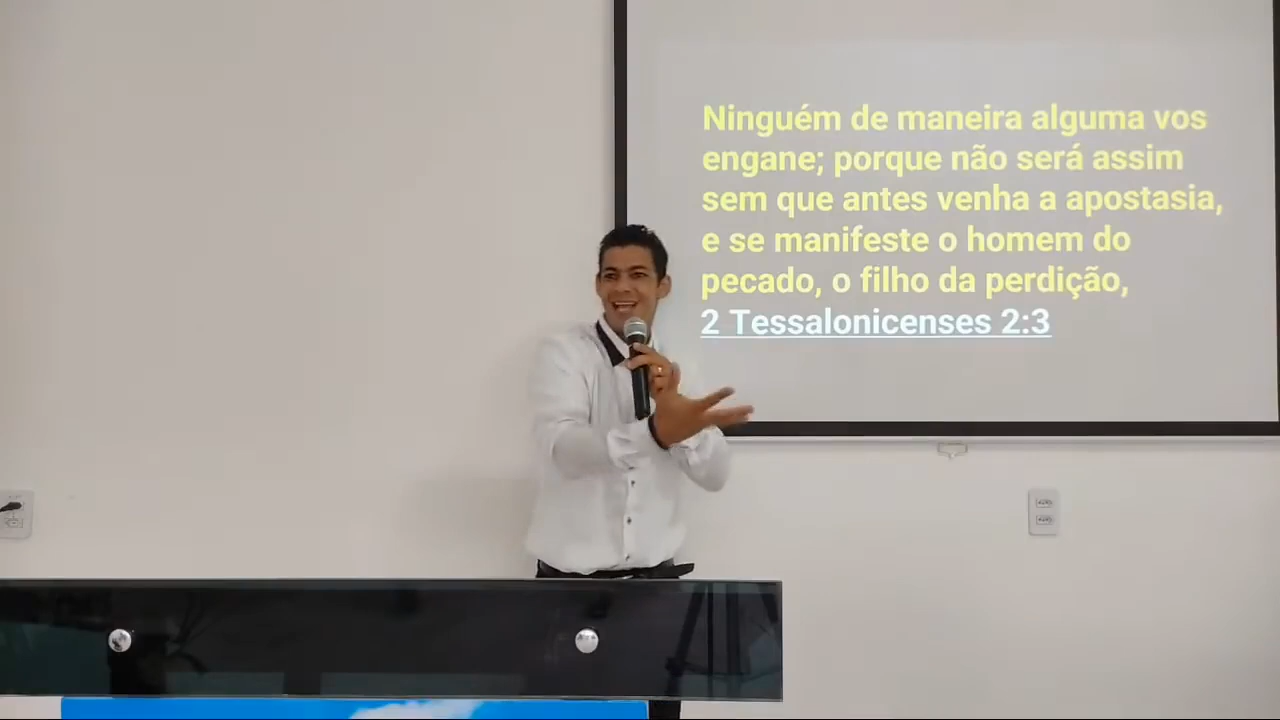 Ninguém de maneira alguma vos
engane; porque não será assim
sem que antes venha a apostasia,
e se manifeste o homem do
pecado, o filho da perdição,
2 Tessalonicenses 2:3